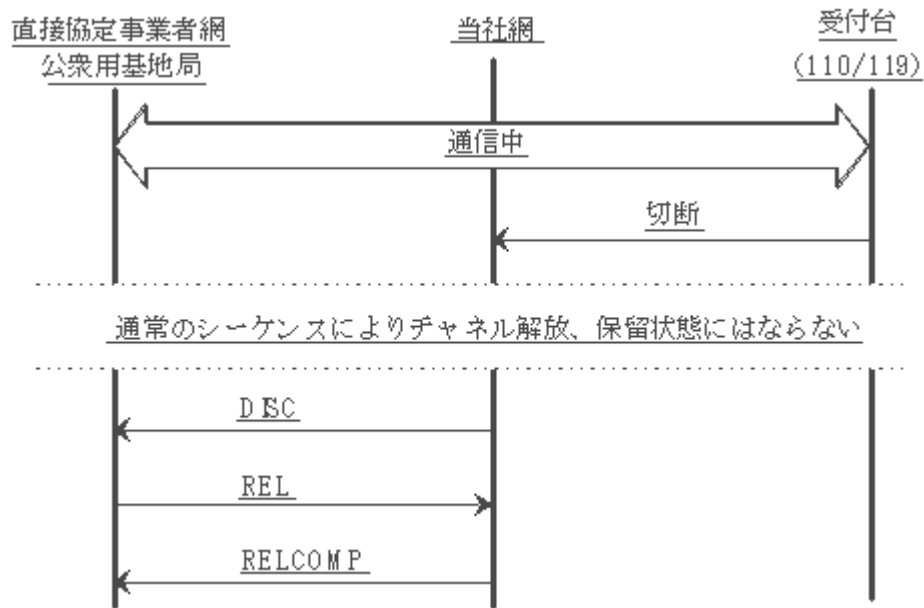 直接協定事業者網
公衆用基地局
当社網
受付台
(110/119)
通信中
切断
通常のシーケンスによりチャネル解放、保留状態にはならない
DISC
REL
RELCOMP